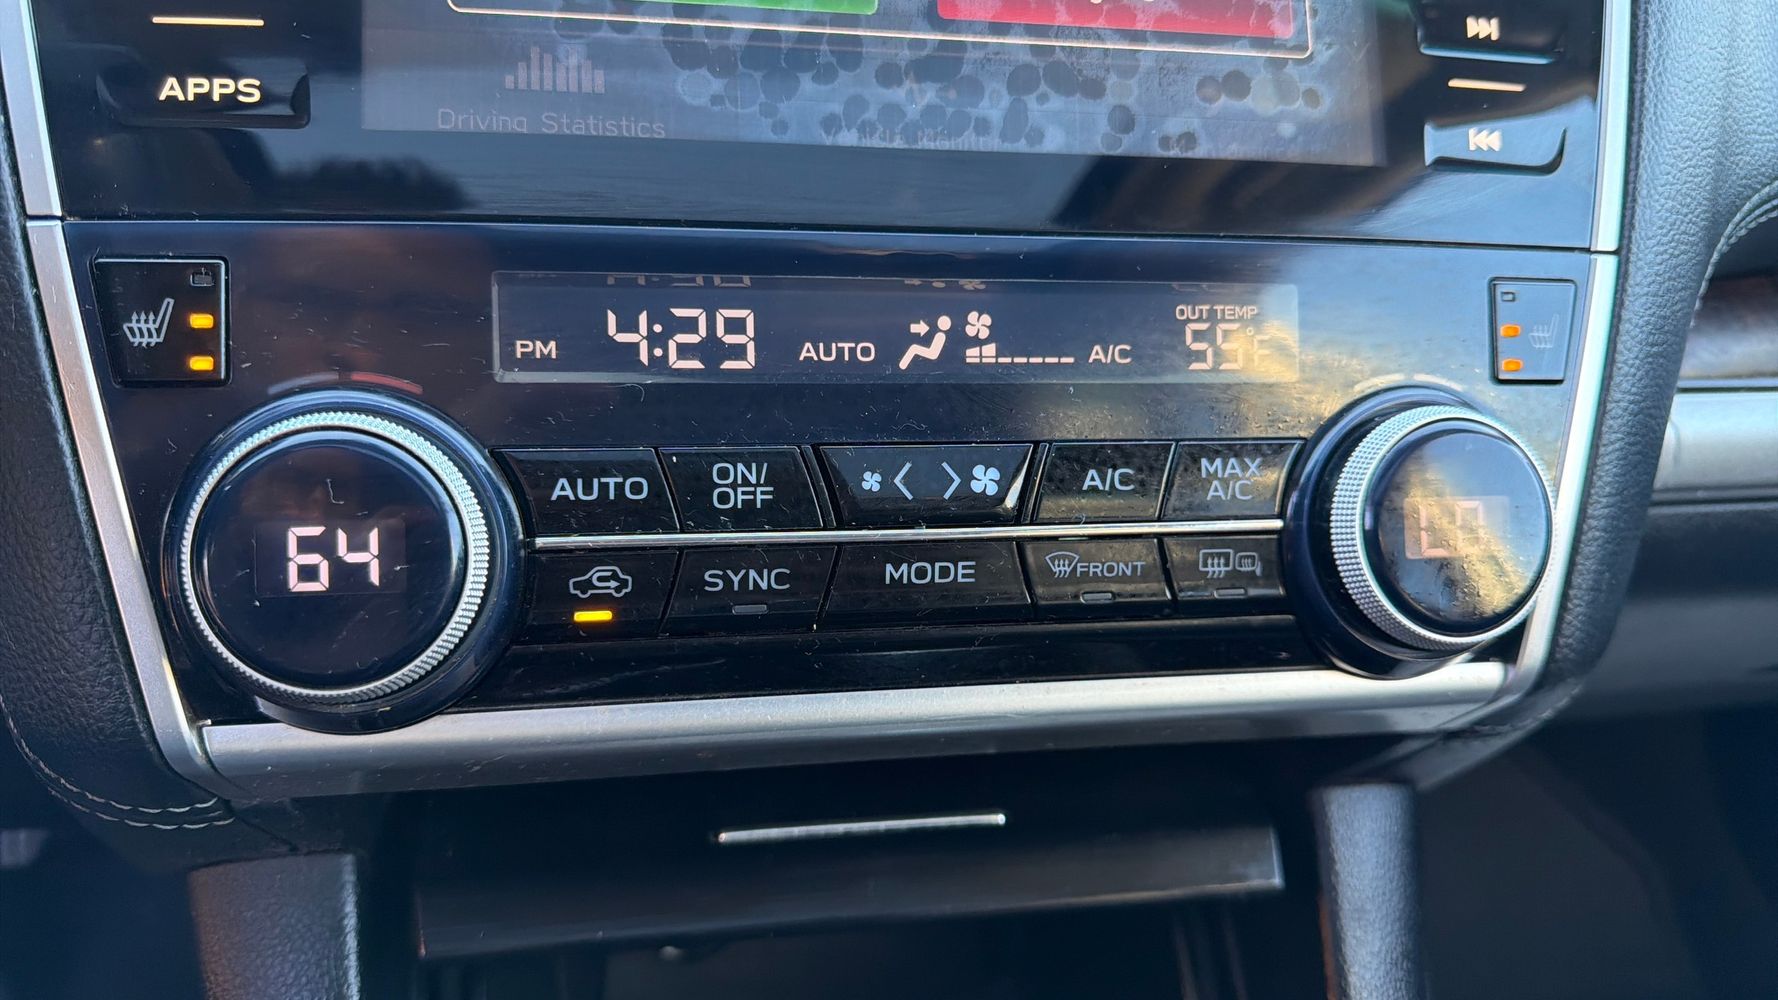 APPS
Driving Statistics
PM 4:29 AUTO A/C
OUT TEMP
55°F
AUTO
ON/
OFF
A/C
MAX
A/C
64
LO
SYNC
MODE
FRONT